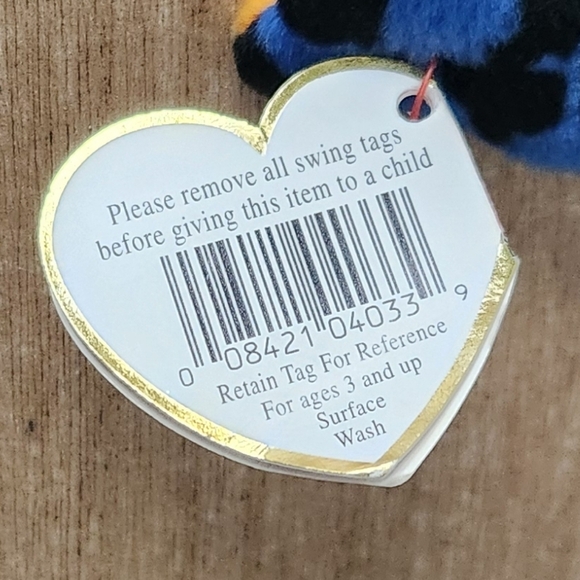 Please remove all swing tags
before giving this item to a child
0 08421 04033 9
Retain Tag For Reference
For ages 3 and up
Surface
Wash